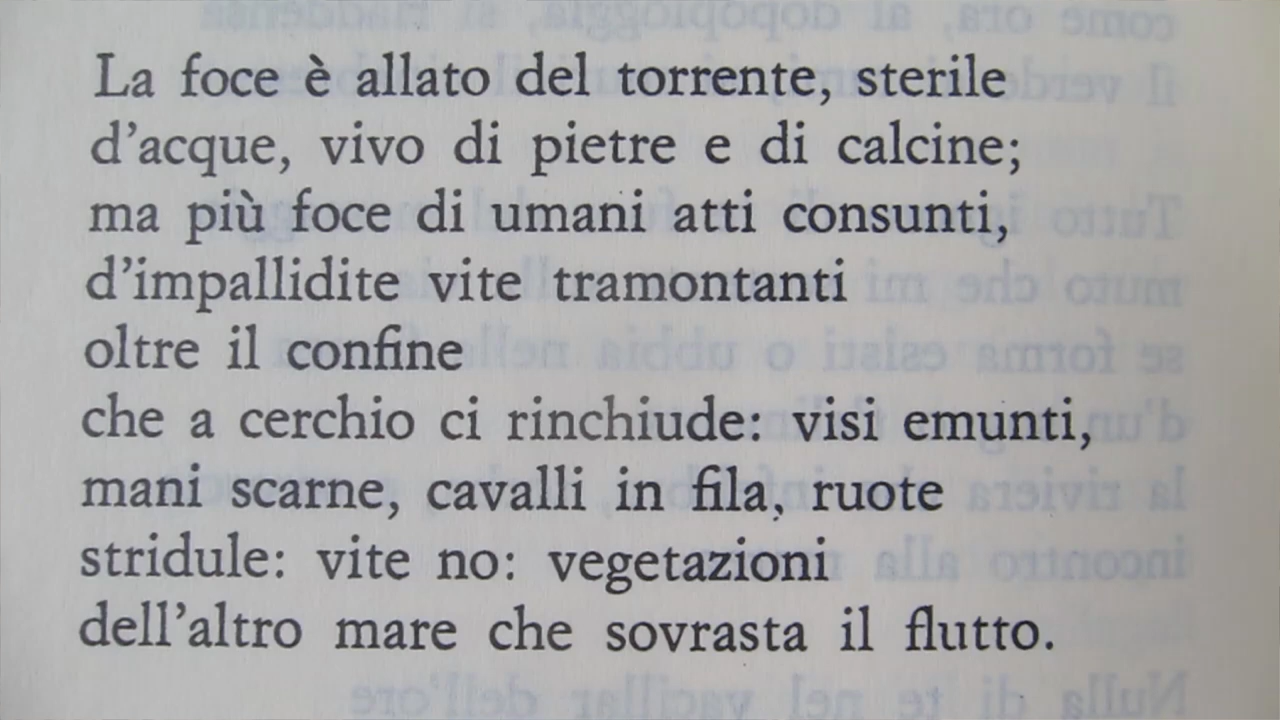 La foce è allato del torrente, sterile
d'acque, vivo di pietre e di calcine;
ma più foce di umani atti consunti,
d'impallidite vite tramontanti
oltre il confine
che a cerchio ci rinchiude: visi emunti,
mani scarne, cavalli in fila, ruote
stridule: vite no: vegetazioni
dell'altro mare che sovrasta il flutto.